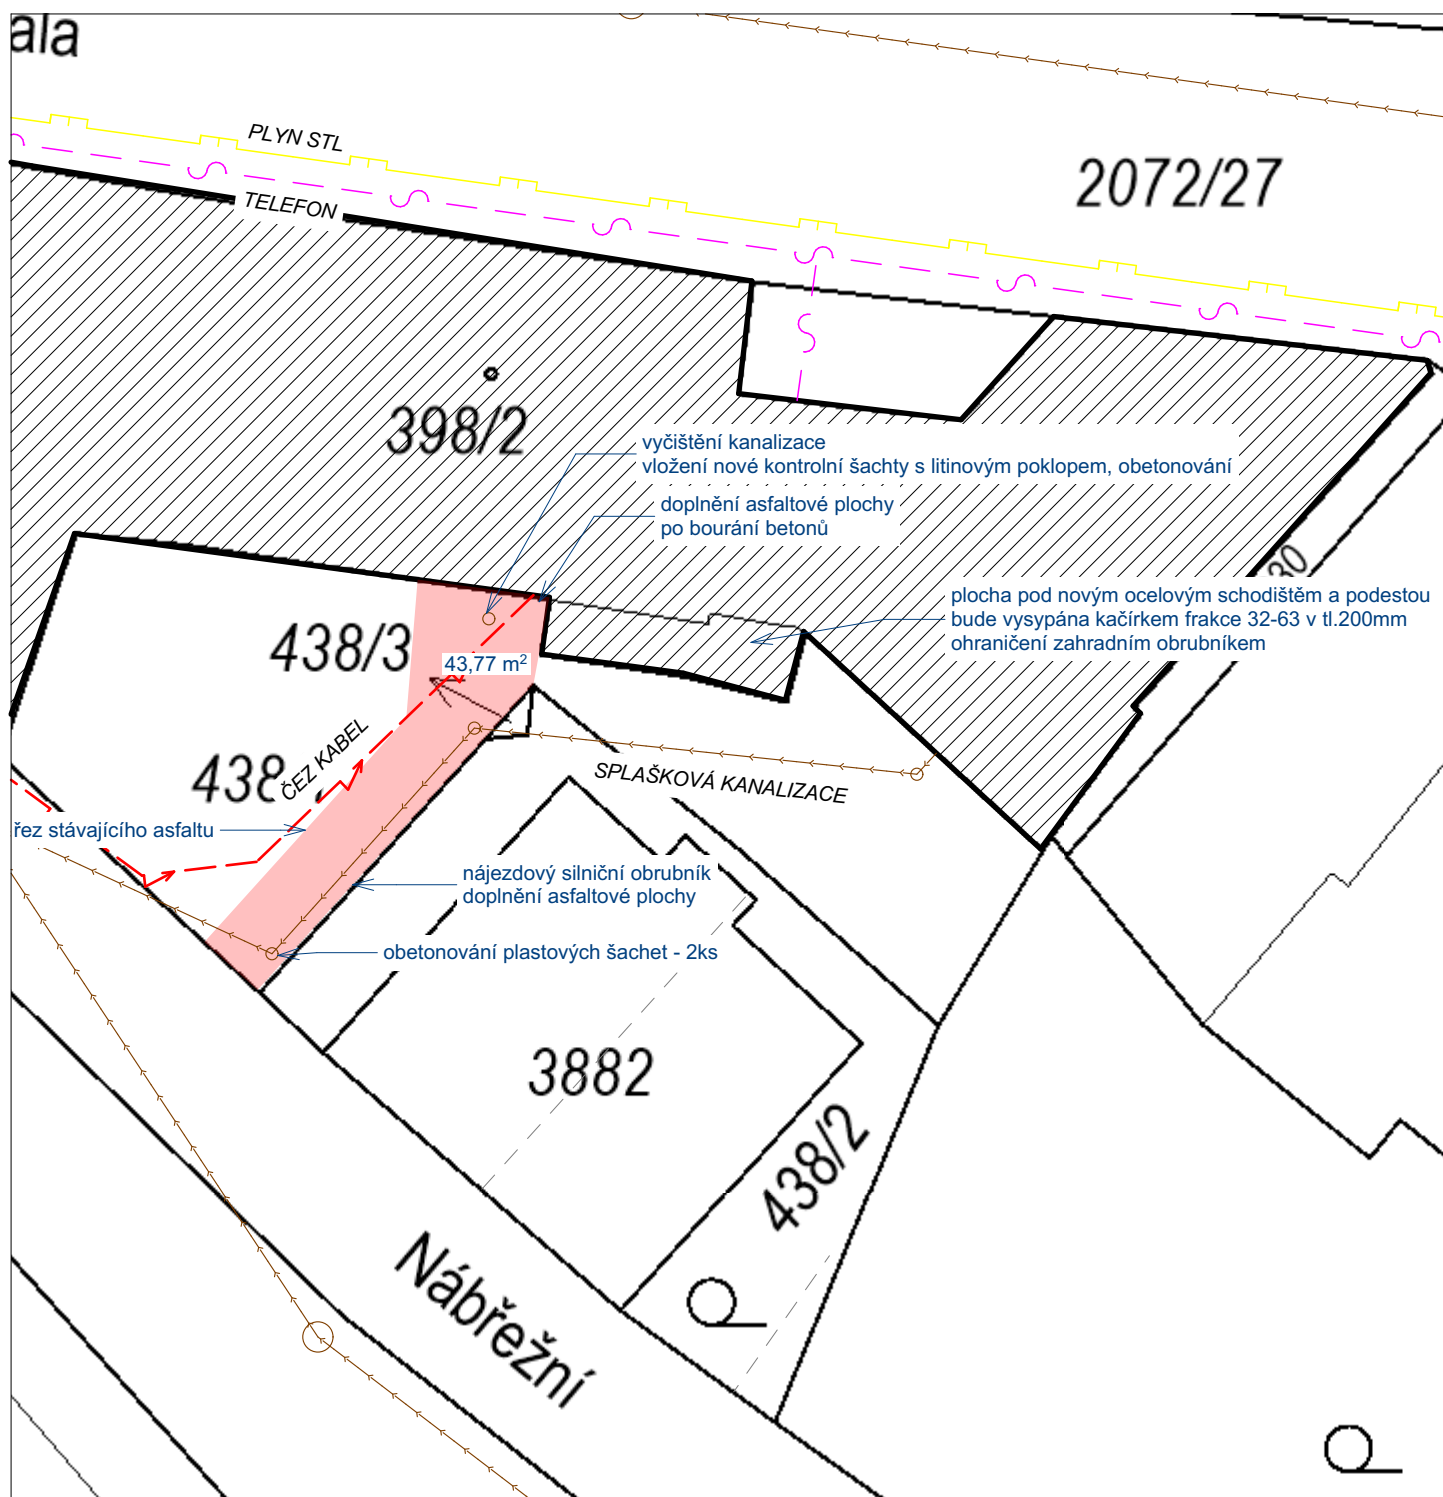 ala
PLYN STL
2072/27
TELEFON
398/2
vyčištění kanalizace
vložení nové kontrolní šachty s litinovým poklopem, obetonování
doplnění asfaltové plochy
po bourání betonů
30
plocha pod novým ocelovým schodištěm a podestou
bude vysypána kačírkem frakce 32-63 v tl.200mm
ohraničení zahradním obrubníkem
438/3
43,77 m²
438
ČEZ KABEL
SPLAŠKOVÁ KANALIZACE
řez stávajícího asfaltu
nájezdový silniční obrubník
doplnění asfaltové plochy
obetonování plastových šachet - 2ks
3882
438/2
Nábřežní